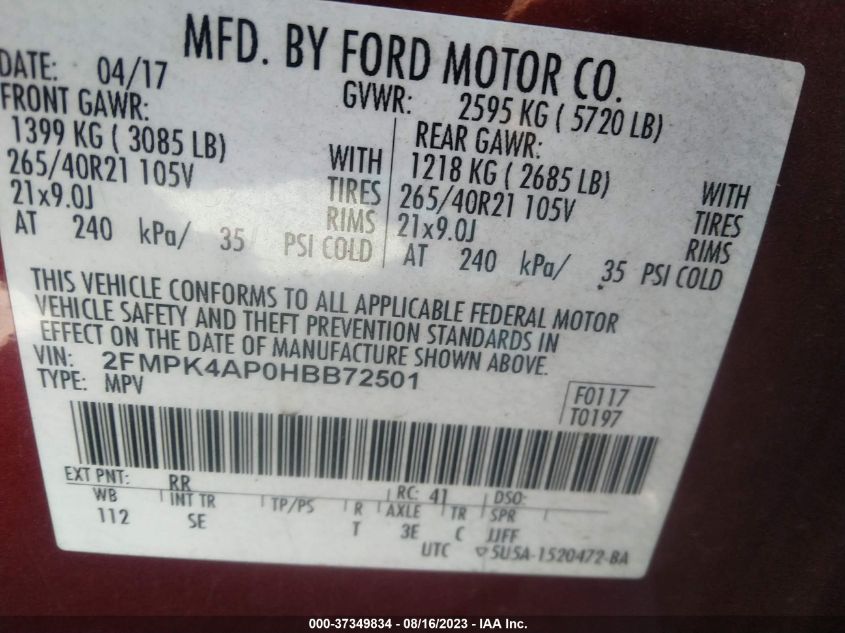 MFD. BY FORD MOTOR CO.
DATE: 04/17
GVWR: 2595 KG ( 5720 LB)
FRONT GAWR:
1399 KG ( 3085 LB)
265/40R21 105V
21x9.0J
AT 240 kPa/ 35 PSI COLD
WITH
TIRES
RIMS
REAR GAWR:
1218 KG ( 2685 LB)
265/40R21 105V
21x9.0J
AT 240 kPa/ 35 PSI COLD
WITH
TIRES
RIMS
THIS VEHICLE CONFORMS TO ALL APPLICABLE FEDERAL MOTOR
VEHICLE SAFETY AND THEFT PREVENTION STANDARDS IN
EFFECT ON THE DATE OF MANUFACTURE SHOWN ABOVE.
VIN: 2FMPK4AP0HBB72501
TYPE: MPV
F0117
T0197
EXT PNT: RR RC: 41 DSO:
WB INT TR TP/PS R AXLE TR SPR
112 SE T 3E C JJFF
UTC 5U5A-1520472-BA
000-37349834 - 08/16/2023 - IAA Inc.